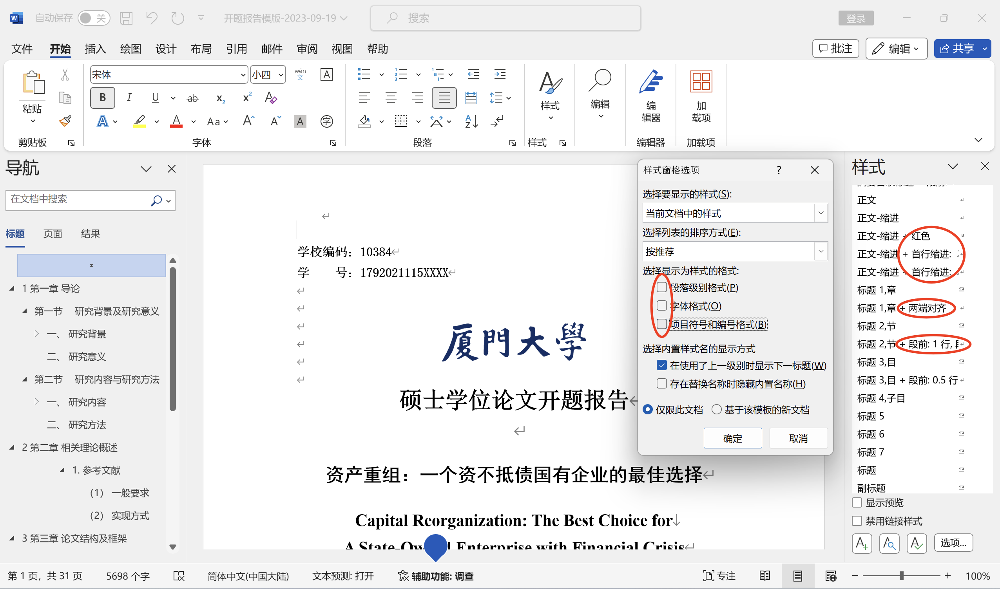 自动保存 关 开题报告模版-2023-09-19 搜索 登录
文件 开始 插入 绘图 设计 布局 引用 邮件 审阅 视图 帮助 批注 编辑 共享
粘贴
剪贴板
宋体 小四 wén 文 A
B I U ab x₂ x² A
A A Aa A A A 字
字体
段落
样式
样式
编辑
编
辑器
编辑器
加
载项
加载项
导航
在文档中搜索
标题 页面 结果
1 第一章 导论
第一节 研究背景及研究意义
一、 研究背景
二、 研究意义
第二节 研究内容与研究方法
一、 研究内容
二、 研究方法
2 第二章 相关理论概述
1. 参考文献
（1） 一般要求
（2） 实现方式
3 第三章 论文结构及框架
学校编码：10384
学 号：1792021115XXXX
厦門大學
硕士学位论文开题报告
资产重组：一个资不抵债国有企业的最佳选择
Capital Reorganization: The Best Choice for
A State-Ow l Enterprise with Financial Crisis
样式窗格选项 ?
选择要显示的样式(S):
当前文档中的样式
选择列表的排序方式(E):
按推荐
选择显示为样式的格式:
段落级别格式(P)
字体格式(O)
项目符号和编号格式(B)
选择内置样式名的显示方式
在使用了上一级别时显示下一标题(W)
存在替换名称时隐藏内置名称(H)
仅限此文档 基于该模板的新文档
确定 取消
样式
正文
正文-缩进
正文-缩进 + 红色 a
正文-缩进 + 首行缩进:
正文-缩进 + 首行缩进:
标题 1,章
标题 1,章 + 两端对齐
标题 2,节
标题 2,节 + 段前: 1 行,
标题 3,目
标题 3,目 + 段前: 0.5 行
标题 4,子目
标题 5
标题 6
标题 7
标题
副标题
显示预览
禁用链接样式
选项...
第 1 页，共 31 页 5698 个字 简体中文(中国大陆) 文本预测: 打开 辅助功能: 调查 专注 100%